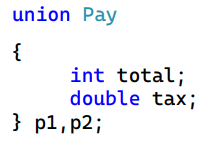 union Pay
{
int total;
double tax;
} p1,p2;